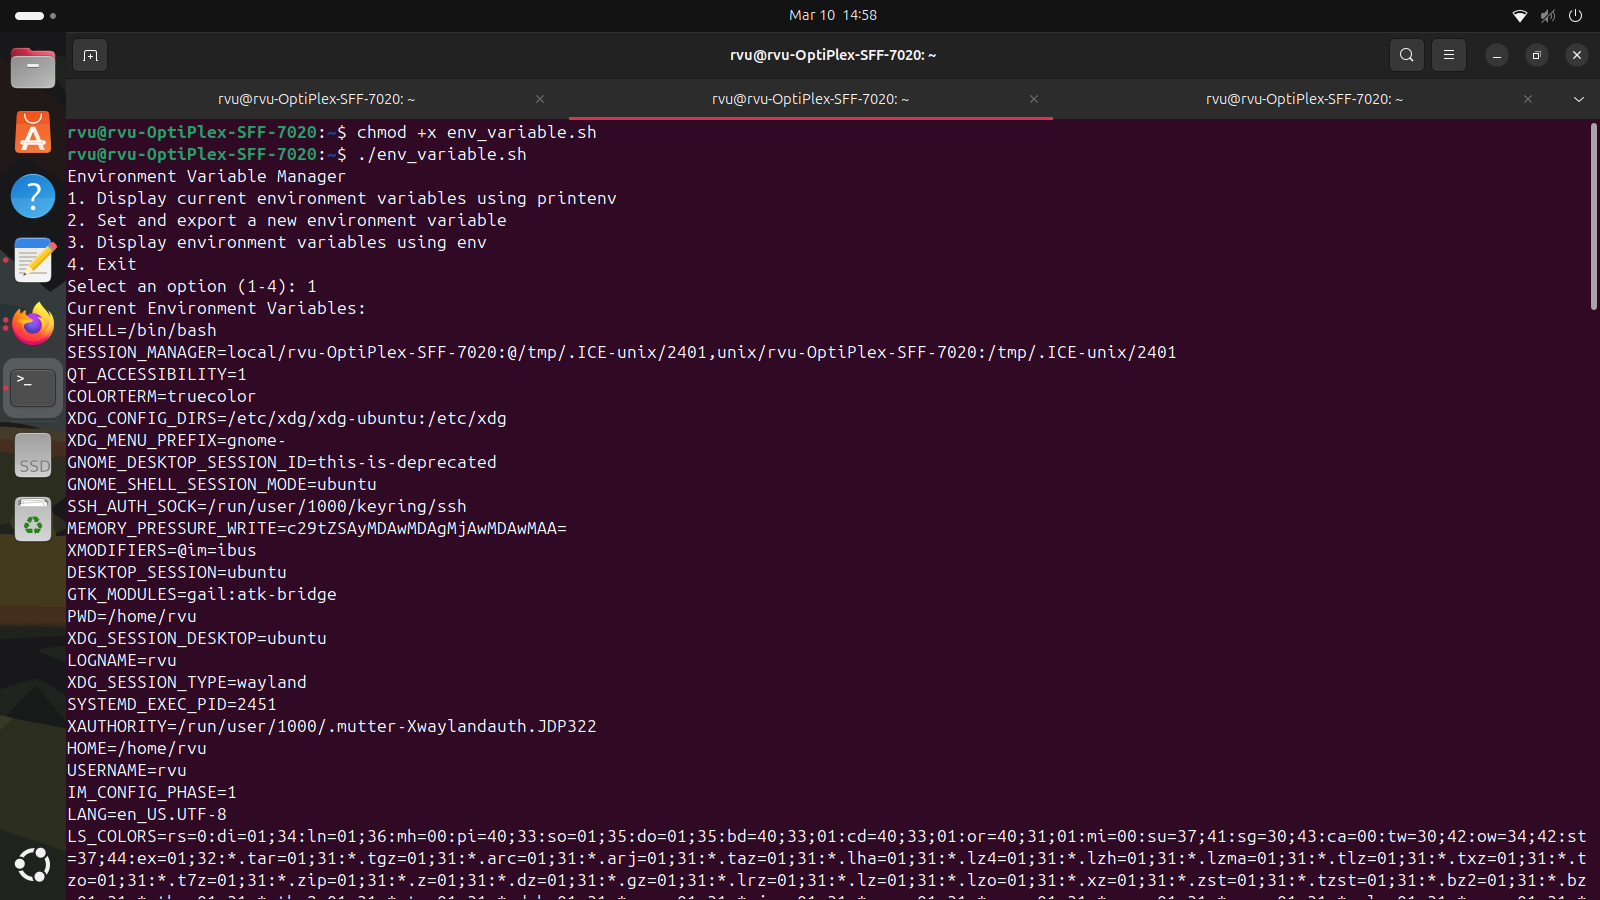 Mar 10 14:58
rvu@rvu-OptiPlex-SFF-7020: ~
rvu@rvu-OptiPlex-SFF-7020: ~
rvu@rvu-OptiPlex-SFF-7020: ~
rvu@rvu-OptiPlex-SFF-7020: ~
rvu@rvu-OptiPlex-SFF-7020:~$ chmod +x env_variable.sh
rvu@rvu-OptiPlex-SFF-7020:~$ ./env_variable.sh
Environment Variable Manager
1. Display current environment variables using printenv
2. Set and export a new environment variable
3. Display environment variables using env
4. Exit
Select an option (1-4): 1
Current Environment Variables:
SHELL=/bin/bash
SESSION_MANAGER=local/rvu-OptiPlex-SFF-7020:@/tmp/.ICE-unix/2401,unix/rvu-OptiPlex-SFF-7020:/tmp/.ICE-unix/2401
QT_ACCESSIBILITY=1
COLORTERM=truecolor
XDG_CONFIG_DIRS=/etc/xdg/xdg-ubuntu:/etc/xdg
XDG_MENU_PREFIX=gnome-
GNOME_DESKTOP_SESSION_ID=this-is-deprecated
GNOME_SHELL_SESSION_MODE=ubuntu
SSH_AUTH_SOCK=/run/user/1000/keyring/ssh
MEMORY_PRESSURE_WRITE=c29tZSAyMDAwMDAgMjAwMDAwMAA=
XMODIFIERS=@im=ibus
DESKTOP_SESSION=ubuntu
GTK_MODULES=gail:atk-bridge
PWD=/home/rvu
XDG_SESSION_DESKTOP=ubuntu
LOGNAME=rvu
XDG_SESSION_TYPE=wayland
SYSTEMD_EXEC_PID=2451
XAUTHORITY=/run/user/1000/.mutter-Xwaylandauth.JDP322
HOME=/home/rvu
USERNAME=rvu
IM_CONFIG_PHASE=1
LANG=en_US.UTF-8
LS_COLORS=rs=0:di=01;34:ln=01;36:mh=00:pi=40;33:so=01;35:do=01;35:bd=40;33;01:cd=40;33;01:or=40;31;01:mi=00:su=37;41:sg=30;43:ca=00:tw=30;42:ow=34;42:st
=37;44:ex=01;32:*.tar=01;31:*.tgz=01;31:*.arc=01;31:*.arj=01;31:*.taz=01;31:*.lha=01;31:*.lz4=01;31:*.lzh=01;31:*.lzma=01;31:*.tlz=01;31:*.txz=01;31:*.t
zo=01;31:*.t7z=01;31:*.zip=01;31:*.z=01;31:*.dz=01;31:*.gz=01;31:*.lrz=01;31:*.lz=01;31:*.lzo=01;31:*.xz=01;31:*.zst=01;31:*.tzst=01;31:*.bz2=01;31:*.bz
SSD